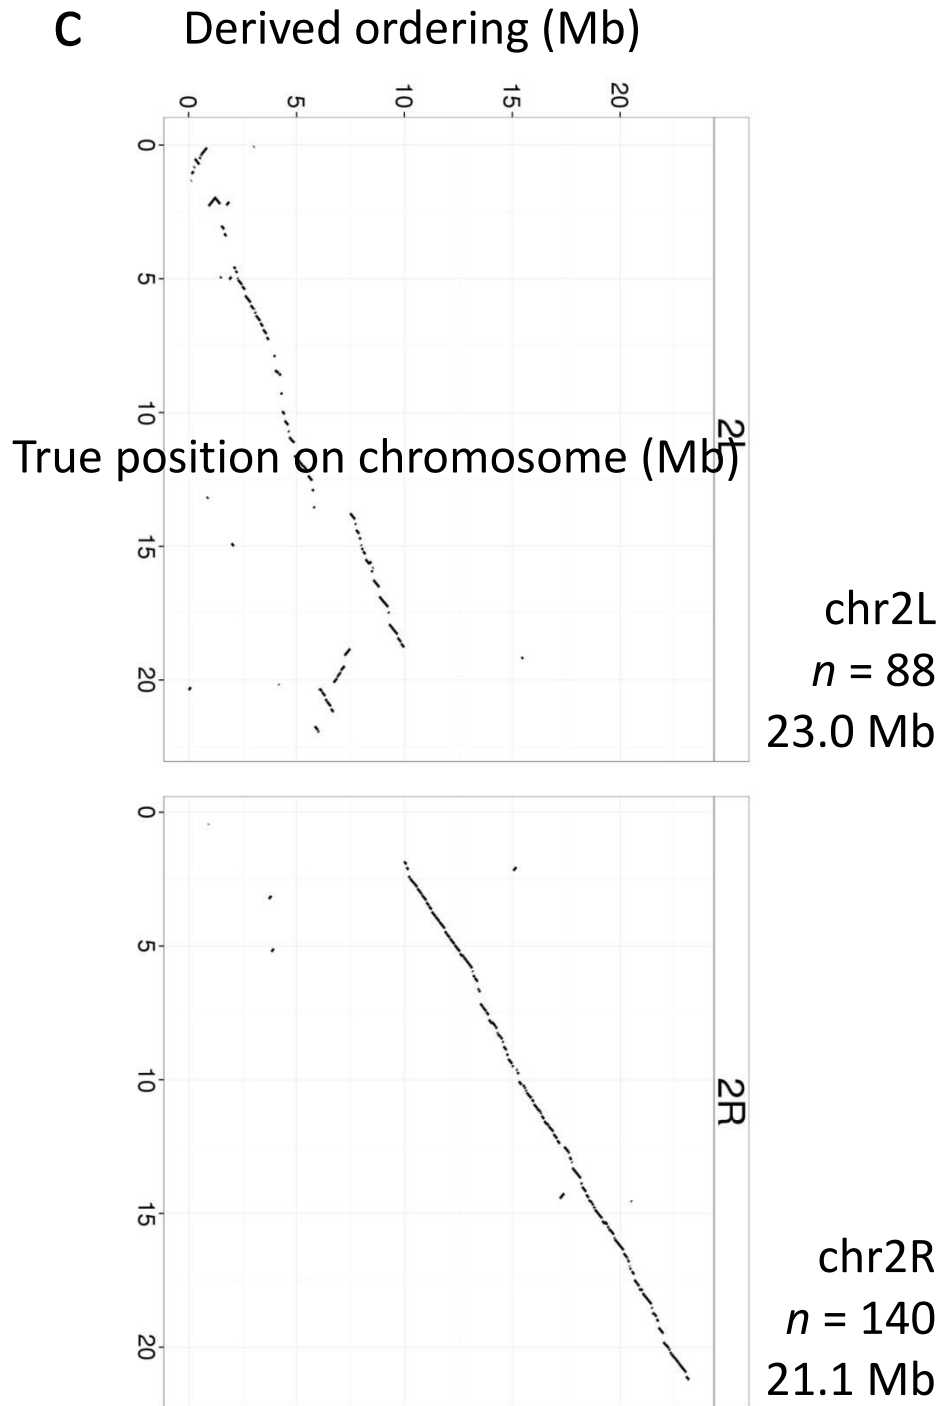 c Derived ordering (Mb)
0 5 10 15 20
0
5
10
15
20
2L
True position on chromosome (Mb)
chr2L
n = 88
23.0 Mb
0
5
10
15
20
2R
chr2R
n = 140
21.1 Mb